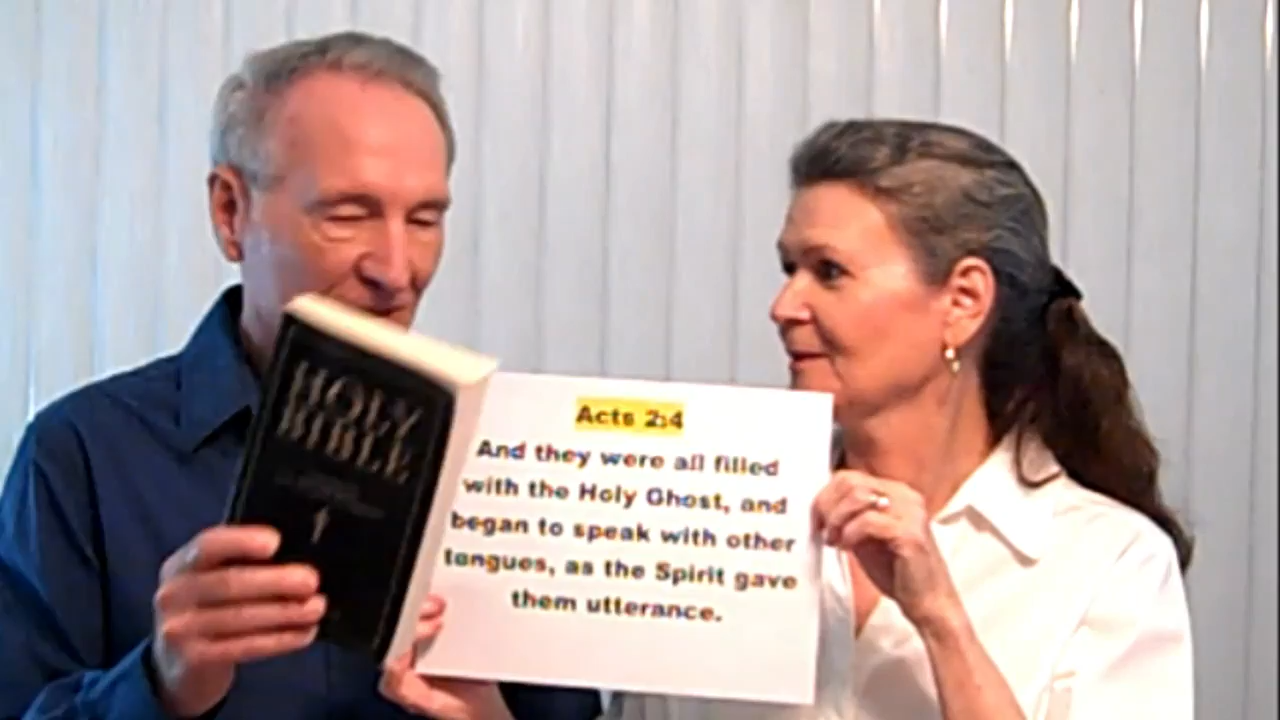 HOLY
BIBLE
Acts 2:4
And they were all filled
with the Holy Ghost, and
began to speak with other
tongues, as the Spirit gave
them utterance.